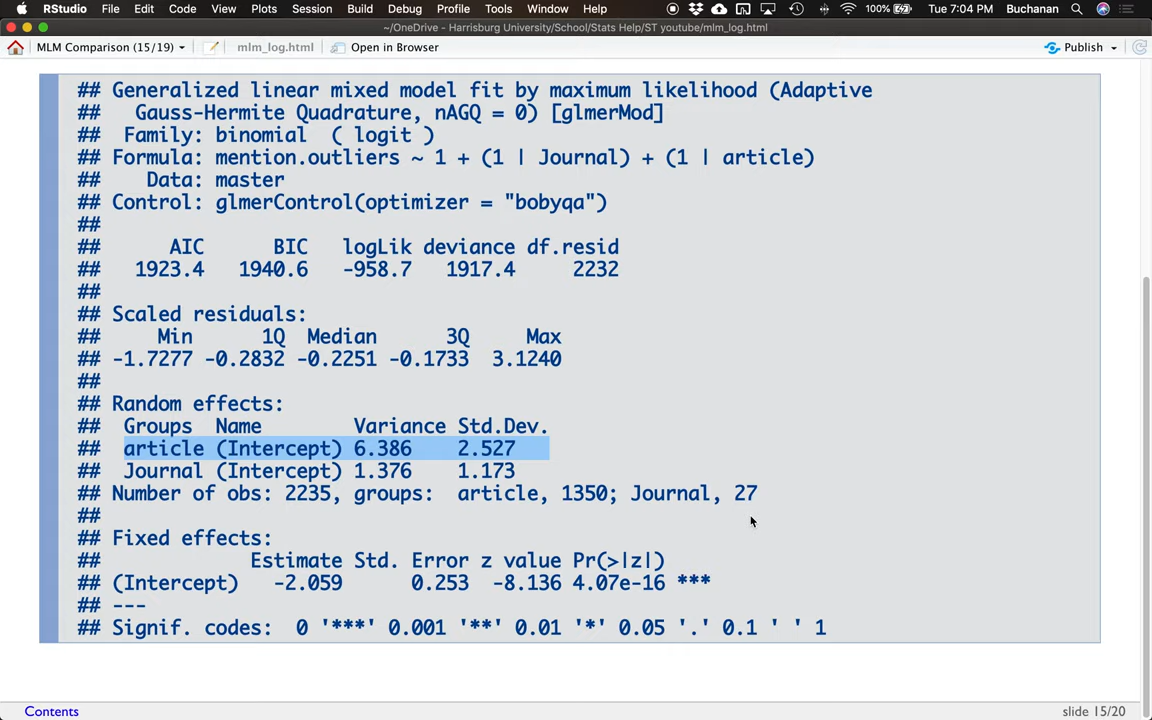 RStudio File Edit Code View Plots Session Build Debug Profile Tools Window Help 100% Tue 7:04 PM Buchanan
~/OneDrive - Harrisburg University/School/Stats Help/ST youtube/mlm_log.html
MLM Comparison (15/19) mlm_log.html Open in Browser Publish
## Generalized linear mixed model fit by maximum likelihood (Adaptive
##   Gauss-Hermite Quadrature, nAGQ = 0) [glmerMod]
##  Family: binomial  ( logit )
## Formula: mention.outliers ~ 1 + (1 | Journal) + (1 | article)
##    Data: master
## Control: glmerControl(optimizer = "bobyqa")
##
##      AIC      BIC   logLik deviance df.resid
##   1923.4   1940.6   -958.7   1917.4     2232
##
## Scaled residuals:
##     Min      1Q  Median      3Q     Max
## -1.7277 -0.2832 -0.2251 -0.1733  3.1240
##
## Random effects:
##  Groups  Name        Variance Std.Dev.
##  article (Intercept) 6.386    2.527
##  Journal (Intercept) 1.376    1.173
## Number of obs: 2235, groups:  article, 1350; Journal, 27
##
## Fixed effects:
##             Estimate Std. Error z value Pr(>|z|)
## (Intercept)   -2.059      0.253  -8.136 4.07e-16 ***
## ---
## Signif. codes:  0 '***' 0.001 '**' 0.01 '*' 0.05 '.' 0.1 ' ' 1
Contents slide 15/20